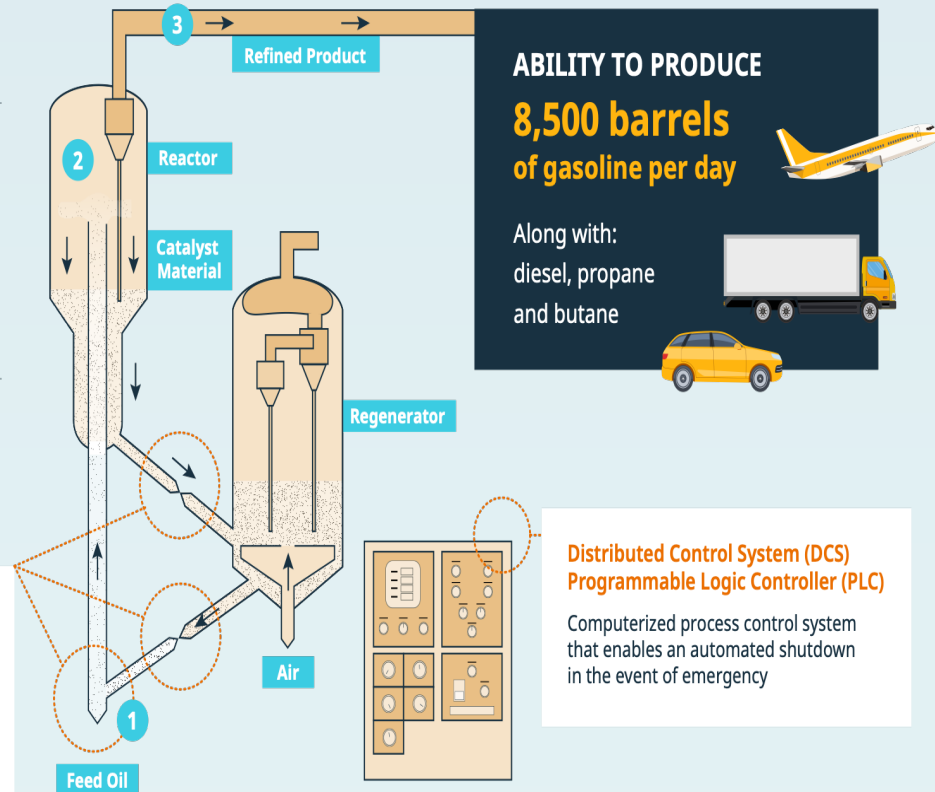 3
Refined Product
ABILITY TO PRODUCE
8,500 barrels
of gasoline per day
Along with:
diesel, propane
and butane
2
Reactor
Catalyst
Material
Regenerator
Distributed Control System (DCS)
Programmable Logic Controller (PLC)
Computerized process control system
that enables an automated shutdown
in the event of emergency
Air
1
Feed Oil